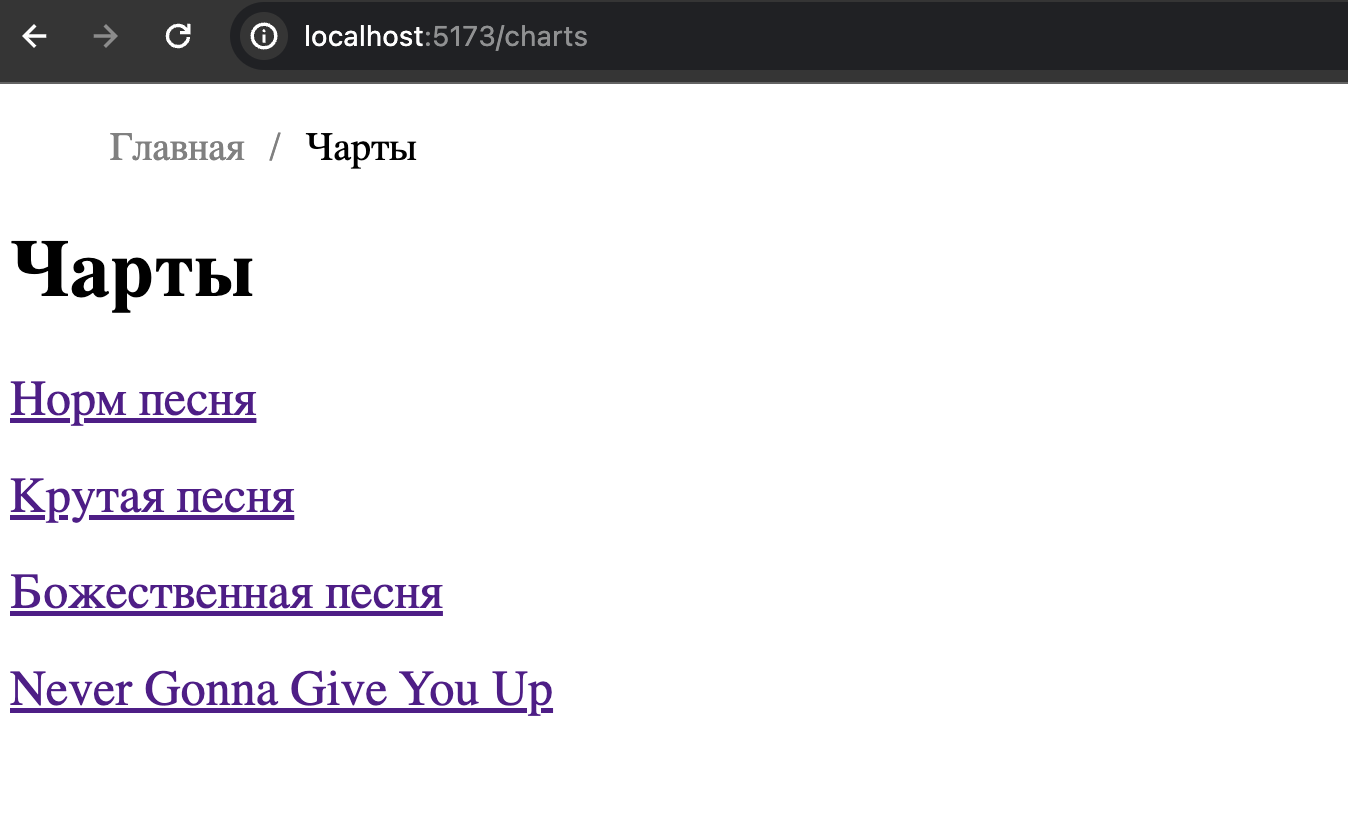 localhost:5173/charts
Главная / Чарты
Чарты
Норм песня
Крутая песня
Божественная песня
Never Gonna Give You Up